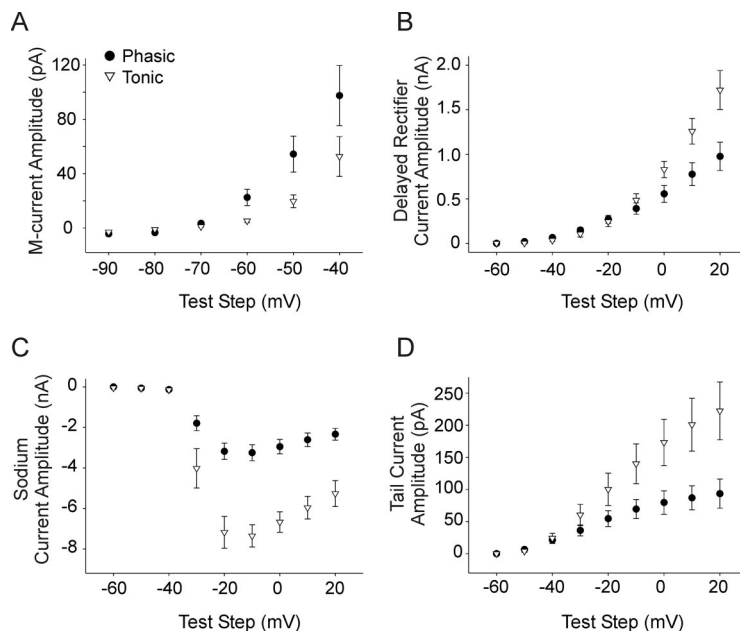 A
Phasic
Tonic
M-current Amplitude (pA)
120
80
40
0
-90 -80 -70 -60 -50 -40
Test Step (mV)
B
Delayed Rectifier
Current Amplitude (nA)
2.0
1.5
1.0
0.5
0
-60 -40 -20 0 20
Test Step (mV)
C
Sodium
Current Amplitude (nA)
0
-2
-4
-6
-8
-60 -40 -20 0 20
Test Step (mV)
D
Tail Current
Amplitude (pA)
250
200
150
100
50
0
-60 -40 -20 0 20
Test Step (mV)